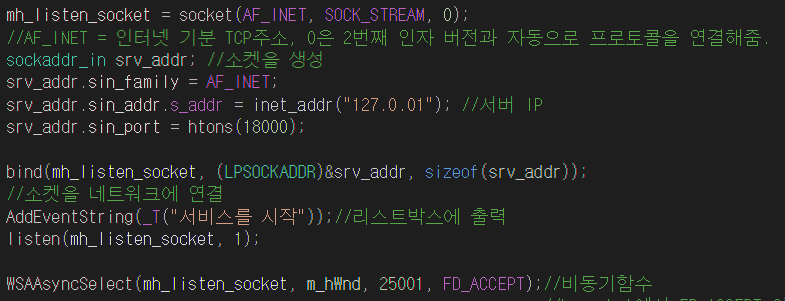 mh_listen_socket = socket(AF_INET, SOCK_STREAM, 0);
//AF_INET = 인터넷 기분 TCP주소, 0은 2번째 인자 버전과 자동으로 프로토콜을 연결해줌.
sockaddr_in srv_addr; //소켓을 생성
srv_addr.sin_family = AF_INET;
srv_addr.sin_addr.s_addr = inet_addr("127.0.01"); //서버 IP
srv_addr.sin_port = htons(18000);
bind(mh_listen_socket, (LPSOCKADDR)&srv_addr, sizeof(srv_addr));
//소켓을 네트워크에 연결
AddEventString(_T("서비스를 시작"));//리스트박스에 출력
listen(mh_listen_socket, 1);
WSAAsyncSelect(mh_listen_socket, m_hWnd, 25001, FD_ACCEPT);//비동기함수